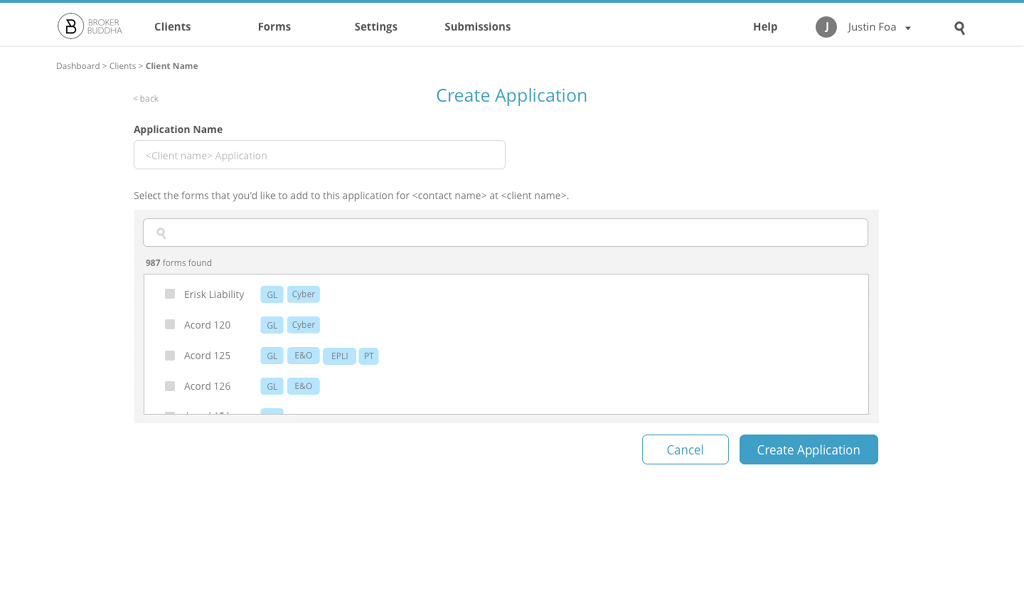 BROKER BUDDHA Clients Forms Settings Submissions Help J Justin Foa
Dashboard > Clients > Client Name
< back
Create Application
Application Name
<Client name> Application
Select the forms that you'd like to add to this application for <contact name> at <client name>.
987 forms found
Erisk Liability GL Cyber
Acord 120 GL Cyber
Acord 125 GL E&O EPLI PT
Acord 126 GL E&O
Cancel Create Application